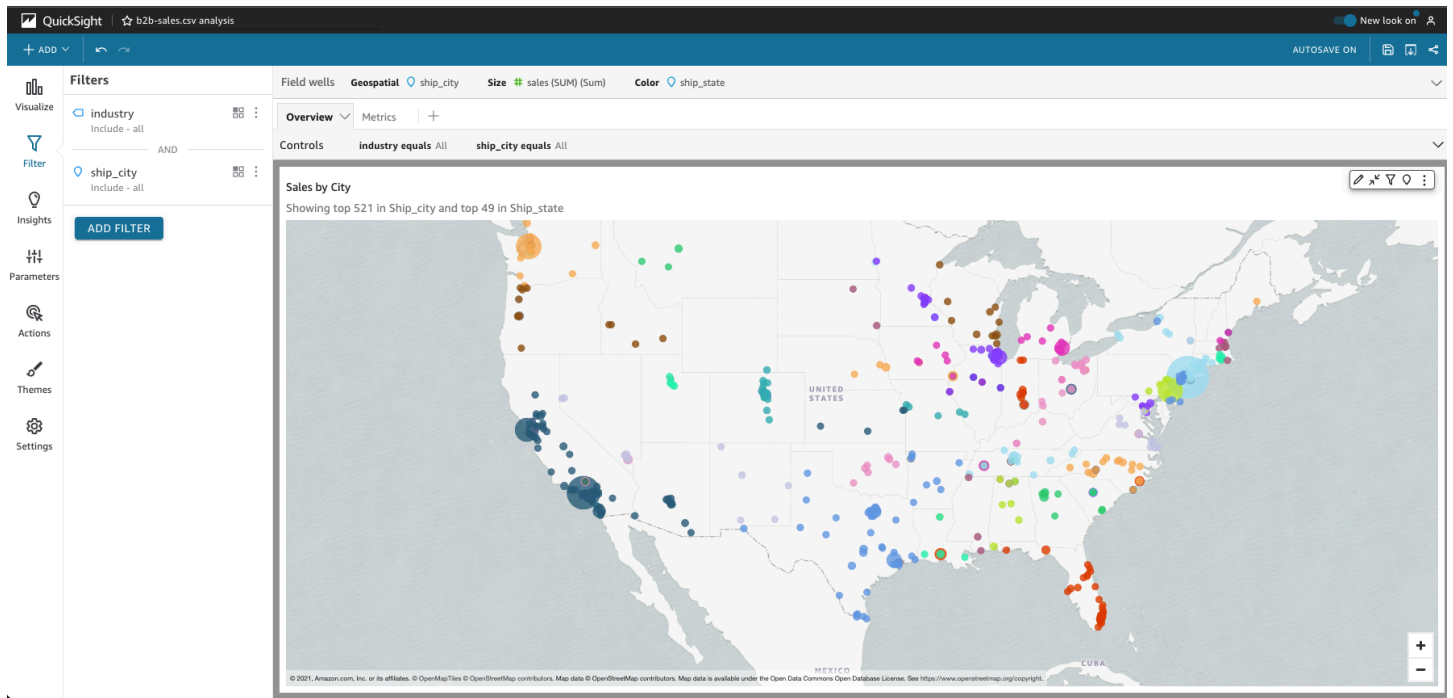 QuickSight b2b-sales.csv analysis New look on
+ ADD AUTOSAVE ON
Visualize
Filter
Insights
Parameters
Actions
Themes
Settings
Filters
industry
Include - all
AND
ship_city
Include - all
ADD FILTER
Field wells Geospatial ship_city Size # sales (SUM) (Sum) Color ship_state
Overview Metrics +
Controls industry equals All ship_city equals All
Sales by City
Showing top 521 in Ship_city and top 49 in Ship_state
UNITED
STATES
MEXICO
CUBA
+
−
© 2021, Amazon.com, Inc. or its affiliates. © OpenMapTiles © OpenStreetMap contributors. Map data © OpenStreetMap contributors. Map data is available under the Open Data Commons Open Database License. See https://www.openstreetmap.org/copyright.